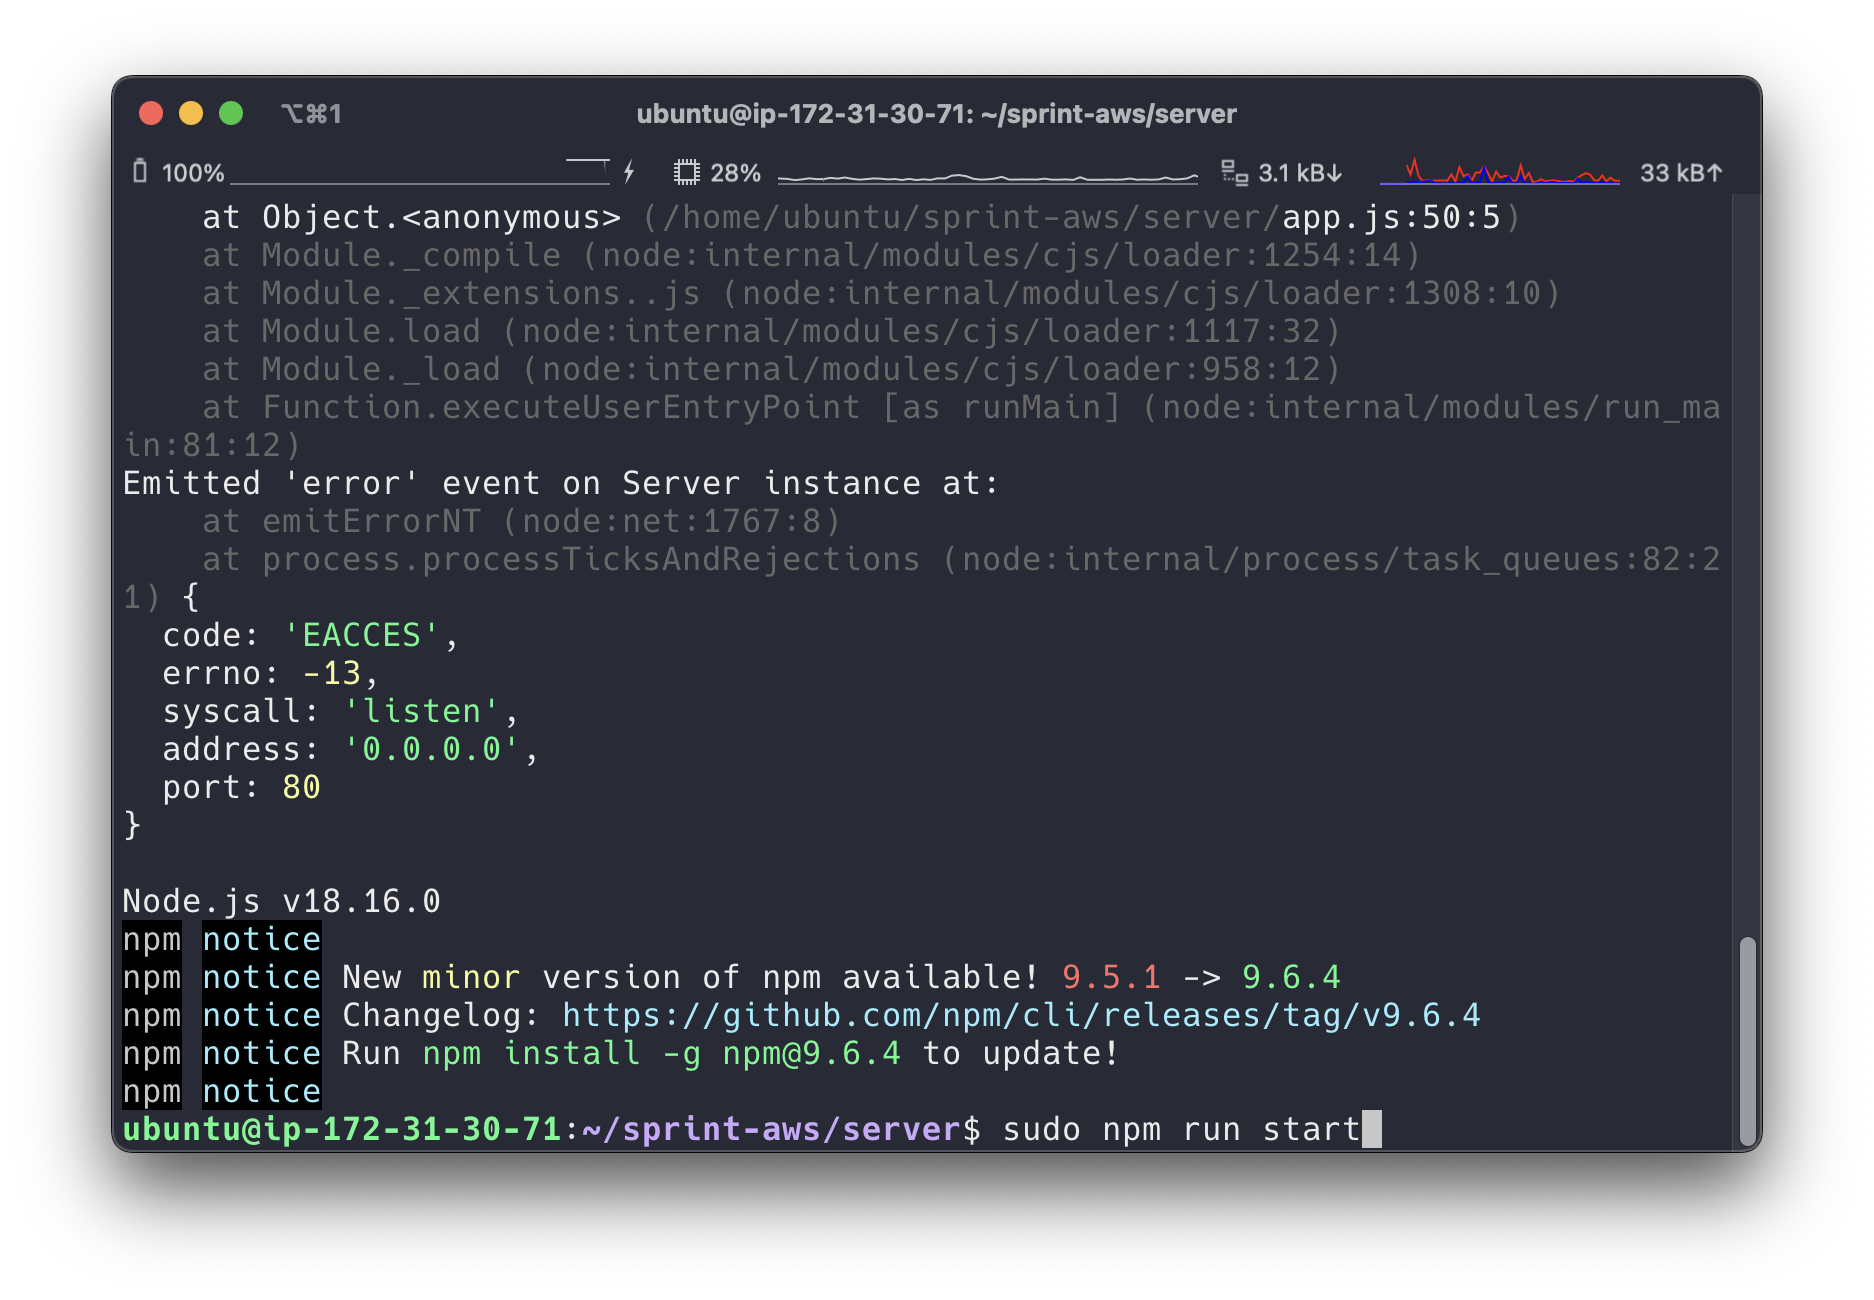 ⌥⌘1 ubuntu@ip-172-31-30-71: ~/sprint-aws/server
100% 28% 3.1 kB↓ 33 kB↑
    at Object.<anonymous> (/home/ubuntu/sprint-aws/server/app.js:50:5)
    at Module._compile (node:internal/modules/cjs/loader:1254:14)
    at Module._extensions..js (node:internal/modules/cjs/loader:1308:10)
    at Module.load (node:internal/modules/cjs/loader:1117:32)
    at Module._load (node:internal/modules/cjs/loader:958:12)
    at Function.executeUserEntryPoint [as runMain] (node:internal/modules/run_ma
in:81:12)
Emitted 'error' event on Server instance at:
    at emitErrorNT (node:net:1767:8)
    at process.processTicksAndRejections (node:internal/process/task_queues:82:2
1) {
  code: 'EACCES',
  errno: -13,
  syscall: 'listen',
  address: '0.0.0.0',
  port: 80
}
Node.js v18.16.0
npm notice
npm notice New minor version of npm available! 9.5.1 -> 9.6.4
npm notice Changelog: https://github.com/npm/cli/releases/tag/v9.6.4
npm notice Run npm install -g npm@9.6.4 to update!
npm notice
ubuntu@ip-172-31-30-71:~/sprint-aws/server$ sudo npm run start